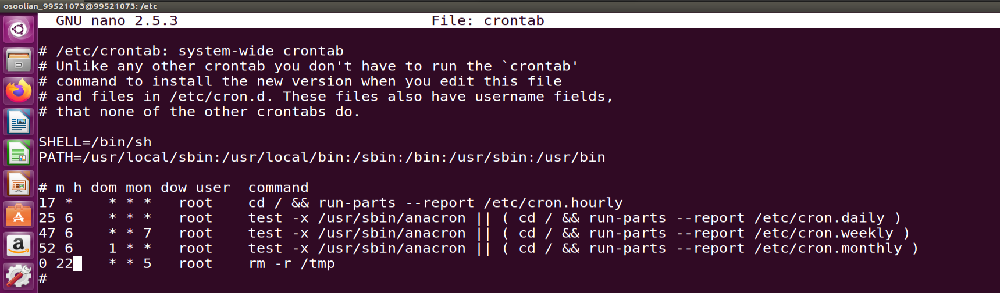 osoolian_99521073@99521073: /etc
GNU nano 2.5.3 File: crontab
# /etc/crontab: system-wide crontab
# Unlike any other crontab you don't have to run the `crontab'
# command to install the new version when you edit this file
# and files in /etc/cron.d. These files also have username fields,
# that none of the other crontabs do.
SHELL=/bin/sh
PATH=/usr/local/sbin:/usr/local/bin:/sbin:/bin:/usr/sbin:/usr/bin
# m h dom mon dow user  command
17 *    * * *   root    cd / && run-parts --report /etc/cron.hourly
25 6    * * *   root    test -x /usr/sbin/anacron || ( cd / && run-parts --report /etc/cron.daily )
47 6    * * 7   root    test -x /usr/sbin/anacron || ( cd / && run-parts --report /etc/cron.weekly )
52 6    1 * *   root    test -x /usr/sbin/anacron || ( cd / && run-parts --report /etc/cron.monthly )
0 22    * * 5   root    rm -r /tmp
#